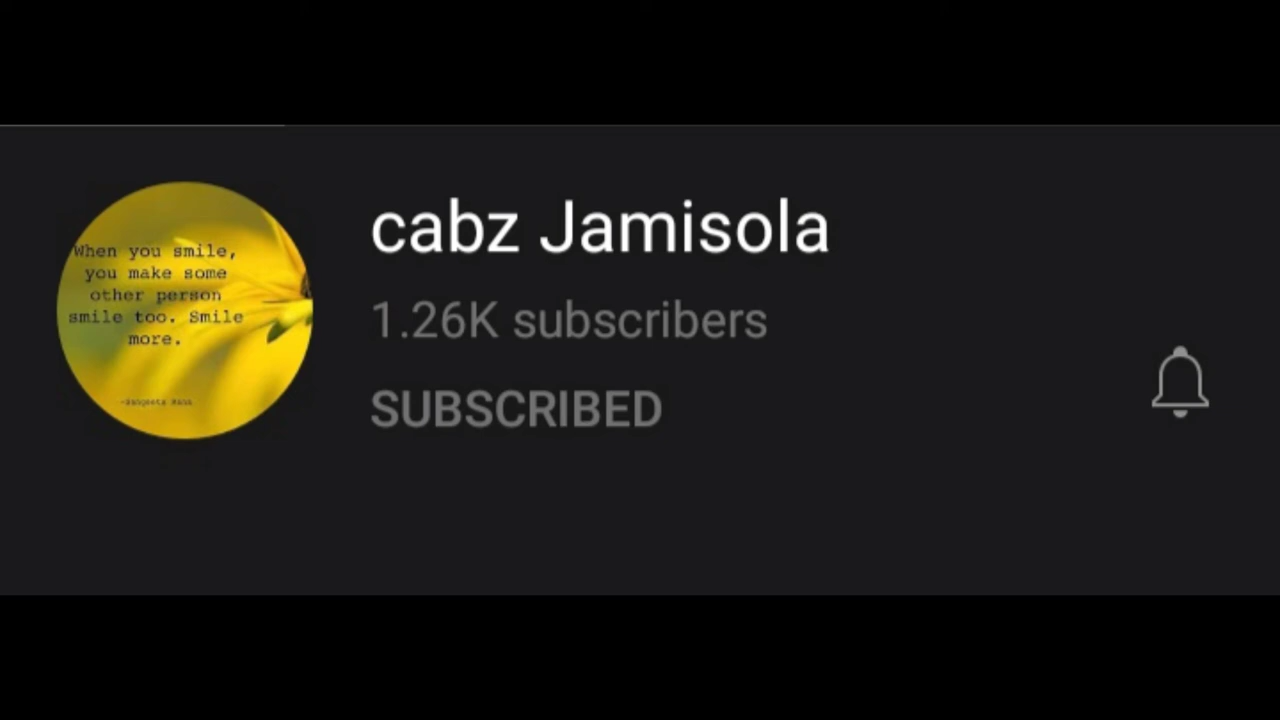 When you smile,
you make some
other person
smile too. Smile
more.
cabz Jamisola
1.26K subscribers
SUBSCRIBED